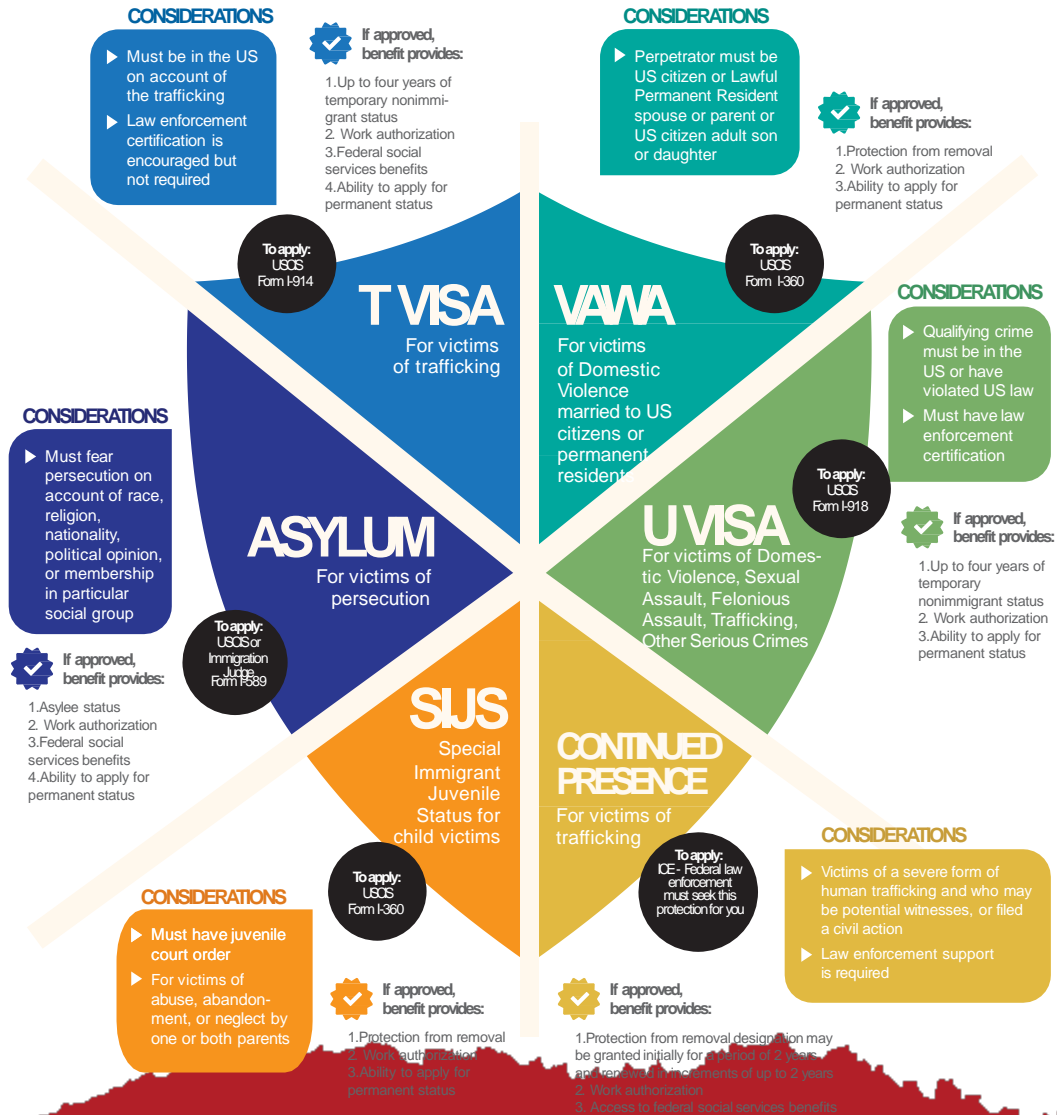 CONSIDERATIONS
Must be in the US
on account of
the trafficking
Law enforcement
certification is
encouraged but
not required
If approved,
benefit provides:
1.Up to four years of
temporary nonimmi-
grant status
2. Work authorization
3.Federal social
services benefits
4.Ability to apply for
permanent status
To apply:
USCIS
Form I-914
T VISA
For victims
of trafficking
CONSIDERATIONS
Perpetrator must be
US citizen or Lawful
Permanent Resident
spouse or parent or
US citizen adult son
or daughter
If approved,
benefit provides:
1.Protection from removal
2. Work authorization
3.Ability to apply for
permanent status
To apply:
USCIS
Form I-360
VAWA
For victims
of Domestic
Violence
married to US
citizens or
permanent
resident
CONSIDERATIONS
Qualifying crime
must be in the
US or have
violated US law
Must have law
enforcement
certification
To apply:
USCIS
Form I-918
If approved,
benefit provides:
1.Up to four years of
temporary
nonimmigrant status
2. Work authorization
3.Ability to apply for
permanent status
U VISA
For victims of Domes-
tic Violence, Sexual
Assault, Felonious
Assault, Trafficking,
Other Serious Crimes
CONSIDERATIONS
Must fear
persecution on
account of race,
religion,
nationality,
political opinion,
or membership
in particular
social group
ASYLUM
For victims of
persecution
To apply:
USCIS or
Immigration
Judge
Form I-589
If approved,
benefit provides:
1.Asylee status
2. Work authorization
3.Federal social
services benefits
4.Ability to apply for
permanent status
SIJS
Special
Immigrant
Juvenile
Status for
child victims
To apply:
USCIS
Form I-360
CONSIDERATIONS
Must have juvenile
court order
For victims of
abuse, abandon-
ment, or neglect by
one or both parents
If approved,
benefit provides:
1.Protection from removal
2. Work authorization
3.Ability to apply for
permanent status
CONTINUED
PRESENCE
For victims of
trafficking
To apply:
ICE - Federal law
enforcement
must seek this
protection for you
CONSIDERATIONS
Victims of a severe form of
human trafficking and who may
be potential witnesses, or filed
a civil action
Law enforcement support
is required
If approved,
benefit provides:
1.Protection from removal designation may
be granted initially for a period of 2 years
and renewed in increments of up to 2 years
2. Work authorization
3. Access to federal social services benefits